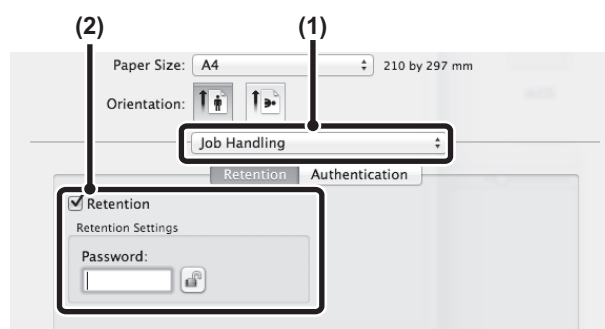 (2) (1)
Paper Size: A4 210 by 297 mm
Orientation:
Job Handling
Retention Authentication
Retention
Retention Settings
Password: